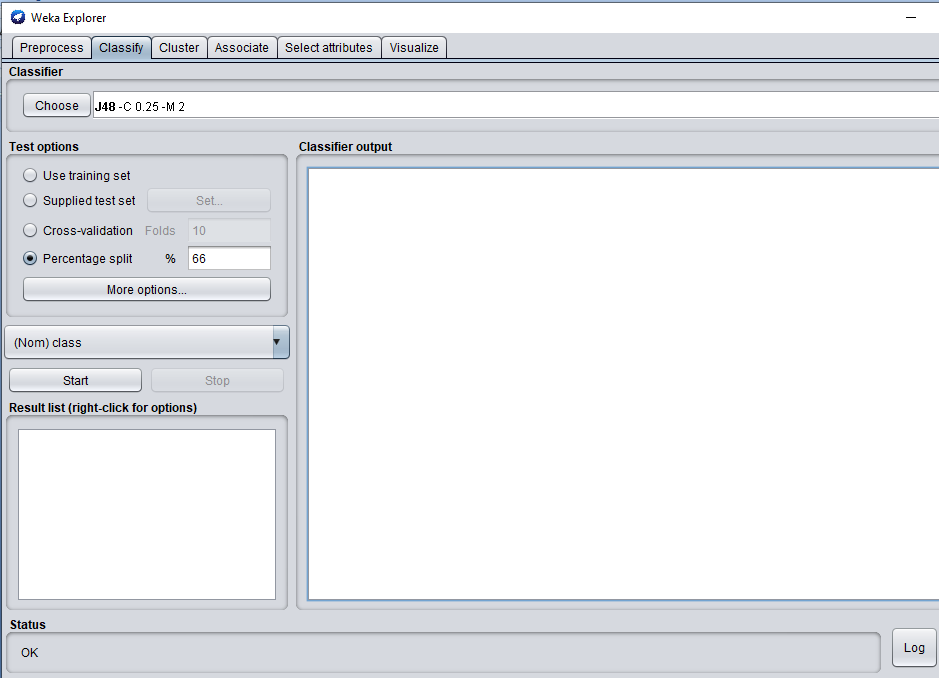 Weka Explorer
Preprocess Classify Cluster Associate Select attributes Visualize
Classifier
Choose J48 -C 0.25 -M 2
Test options
Use training set
Supplied test set Set...
Cross-validation Folds 10
Percentage split % 66
More options...
(Nom) class
Start Stop
Result list (right-click for options)
Classifier output
Status
OK
Log